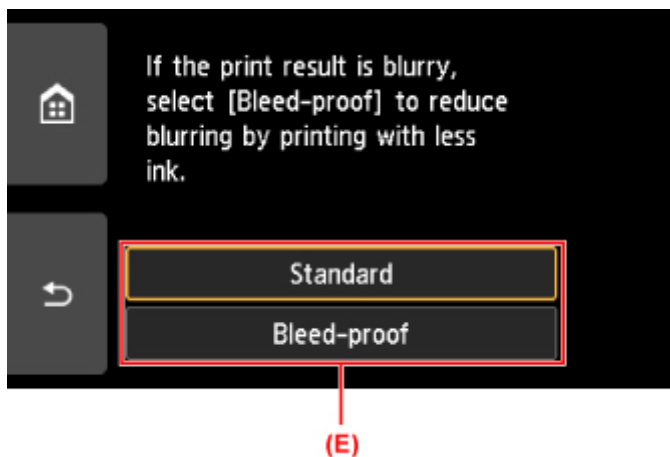 If the print result is blurry,
select [Bleed-proof] to reduce
blurring by printing with less
ink.
Standard
Bleed-proof
(E)